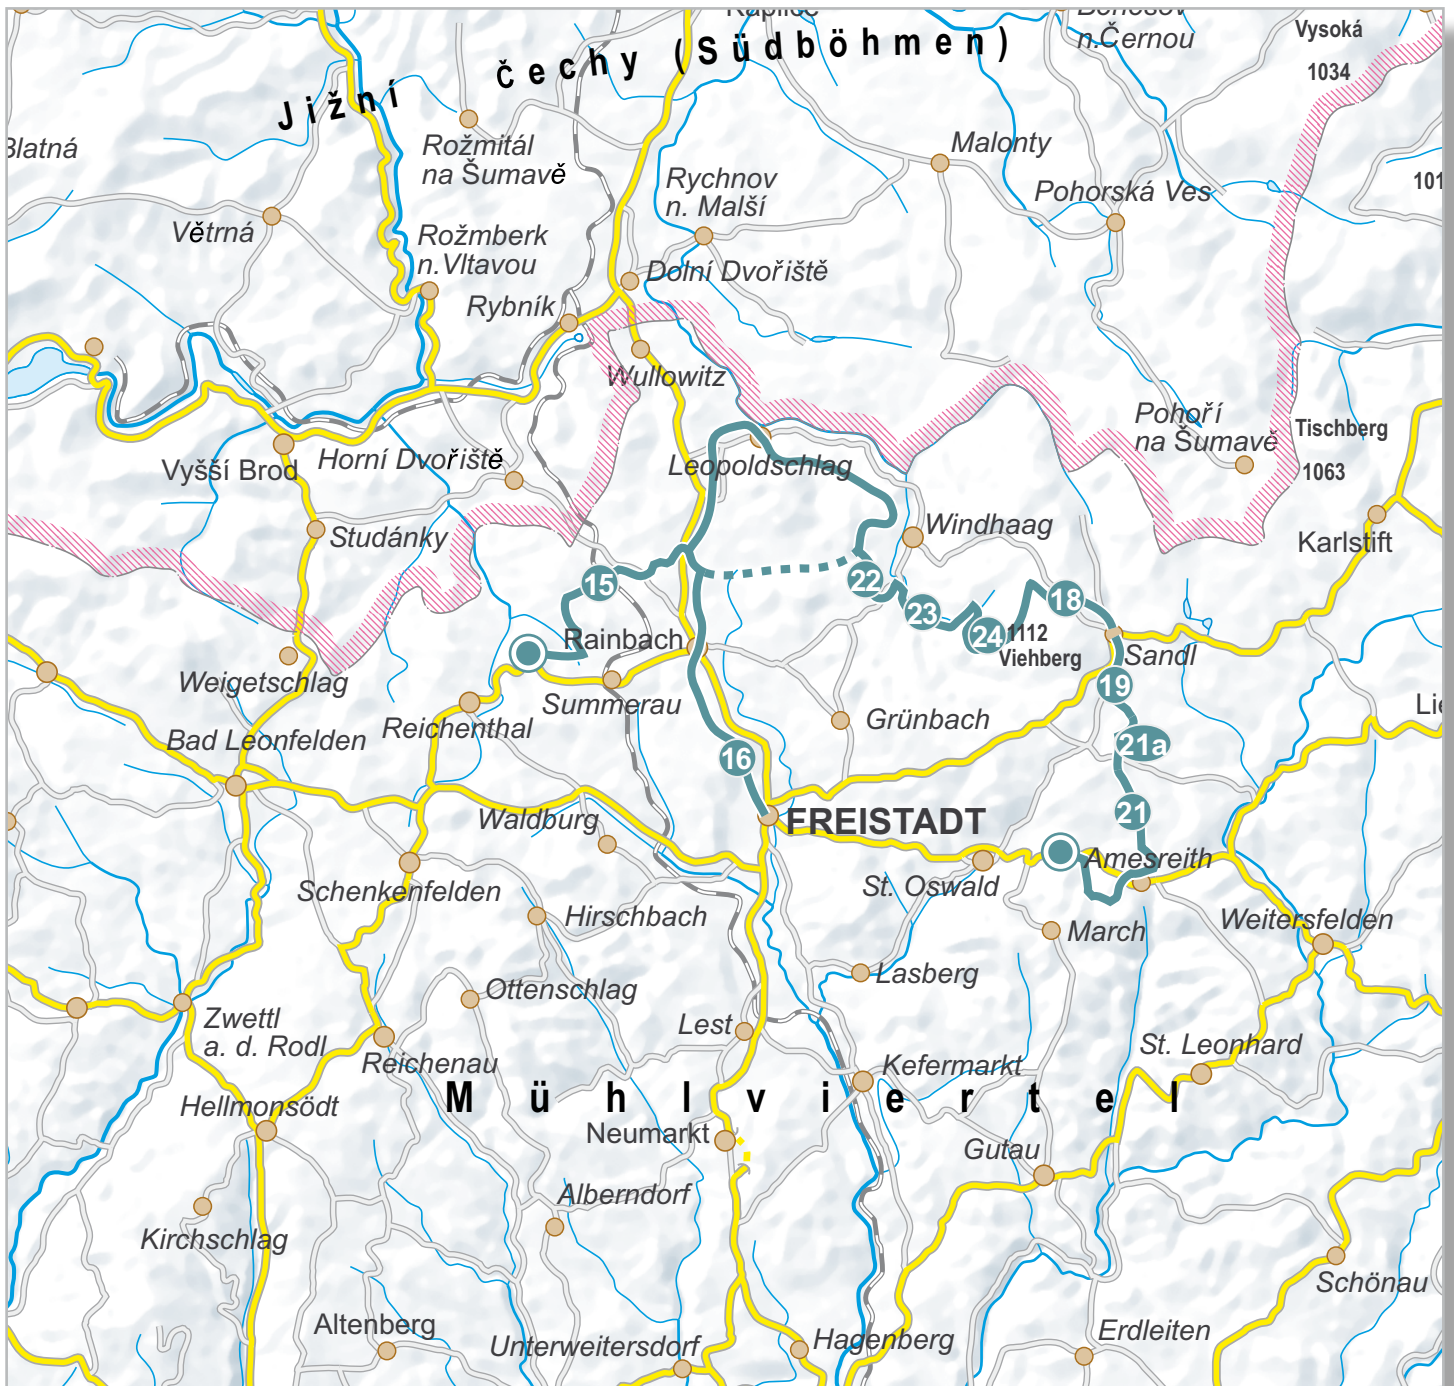 Kaplice
Benešov
n.Černou
Vysoká
1034
Jižní Čechy (Südböhmen)
Blatná
Rožmitál
na Šumavě
Malonty
Rychnov
n. Malší
Pohorská Ves
Větrná
Rožmberk
n.Vltavou
Dolní Dvořiště
Rybník
Wullowitz
Pohoří
na Šumavě
Tischberg
1063
Vyšší Brod
Horní Dvořiště
Leopoldschlag
Studánky
Windhaag
Karlstift
15
22
23
18
24
1112
Viehberg
Rainbach
Sandl
Weigetschlag
Summerau
19
Reichenthal
Grünbach
Bad Leonfelden
16
21a
Waldburg
FREISTADT
21
Amesreith
St. Oswald
Schenkenfelden
Hirschbach
March
Weitersfelden
Ottenschlag
Lasberg
Zwettl
a. d. Rodl
Lest
Reichenau
Kefermarkt
St. Leonhard
Mühlviertel
Hellmonsödt
Neumarkt
Gutau
Alberndorf
Kirchschlag
Schönau
Altenberg
Unterweitersdorf
Hagenberg
Erdleiten